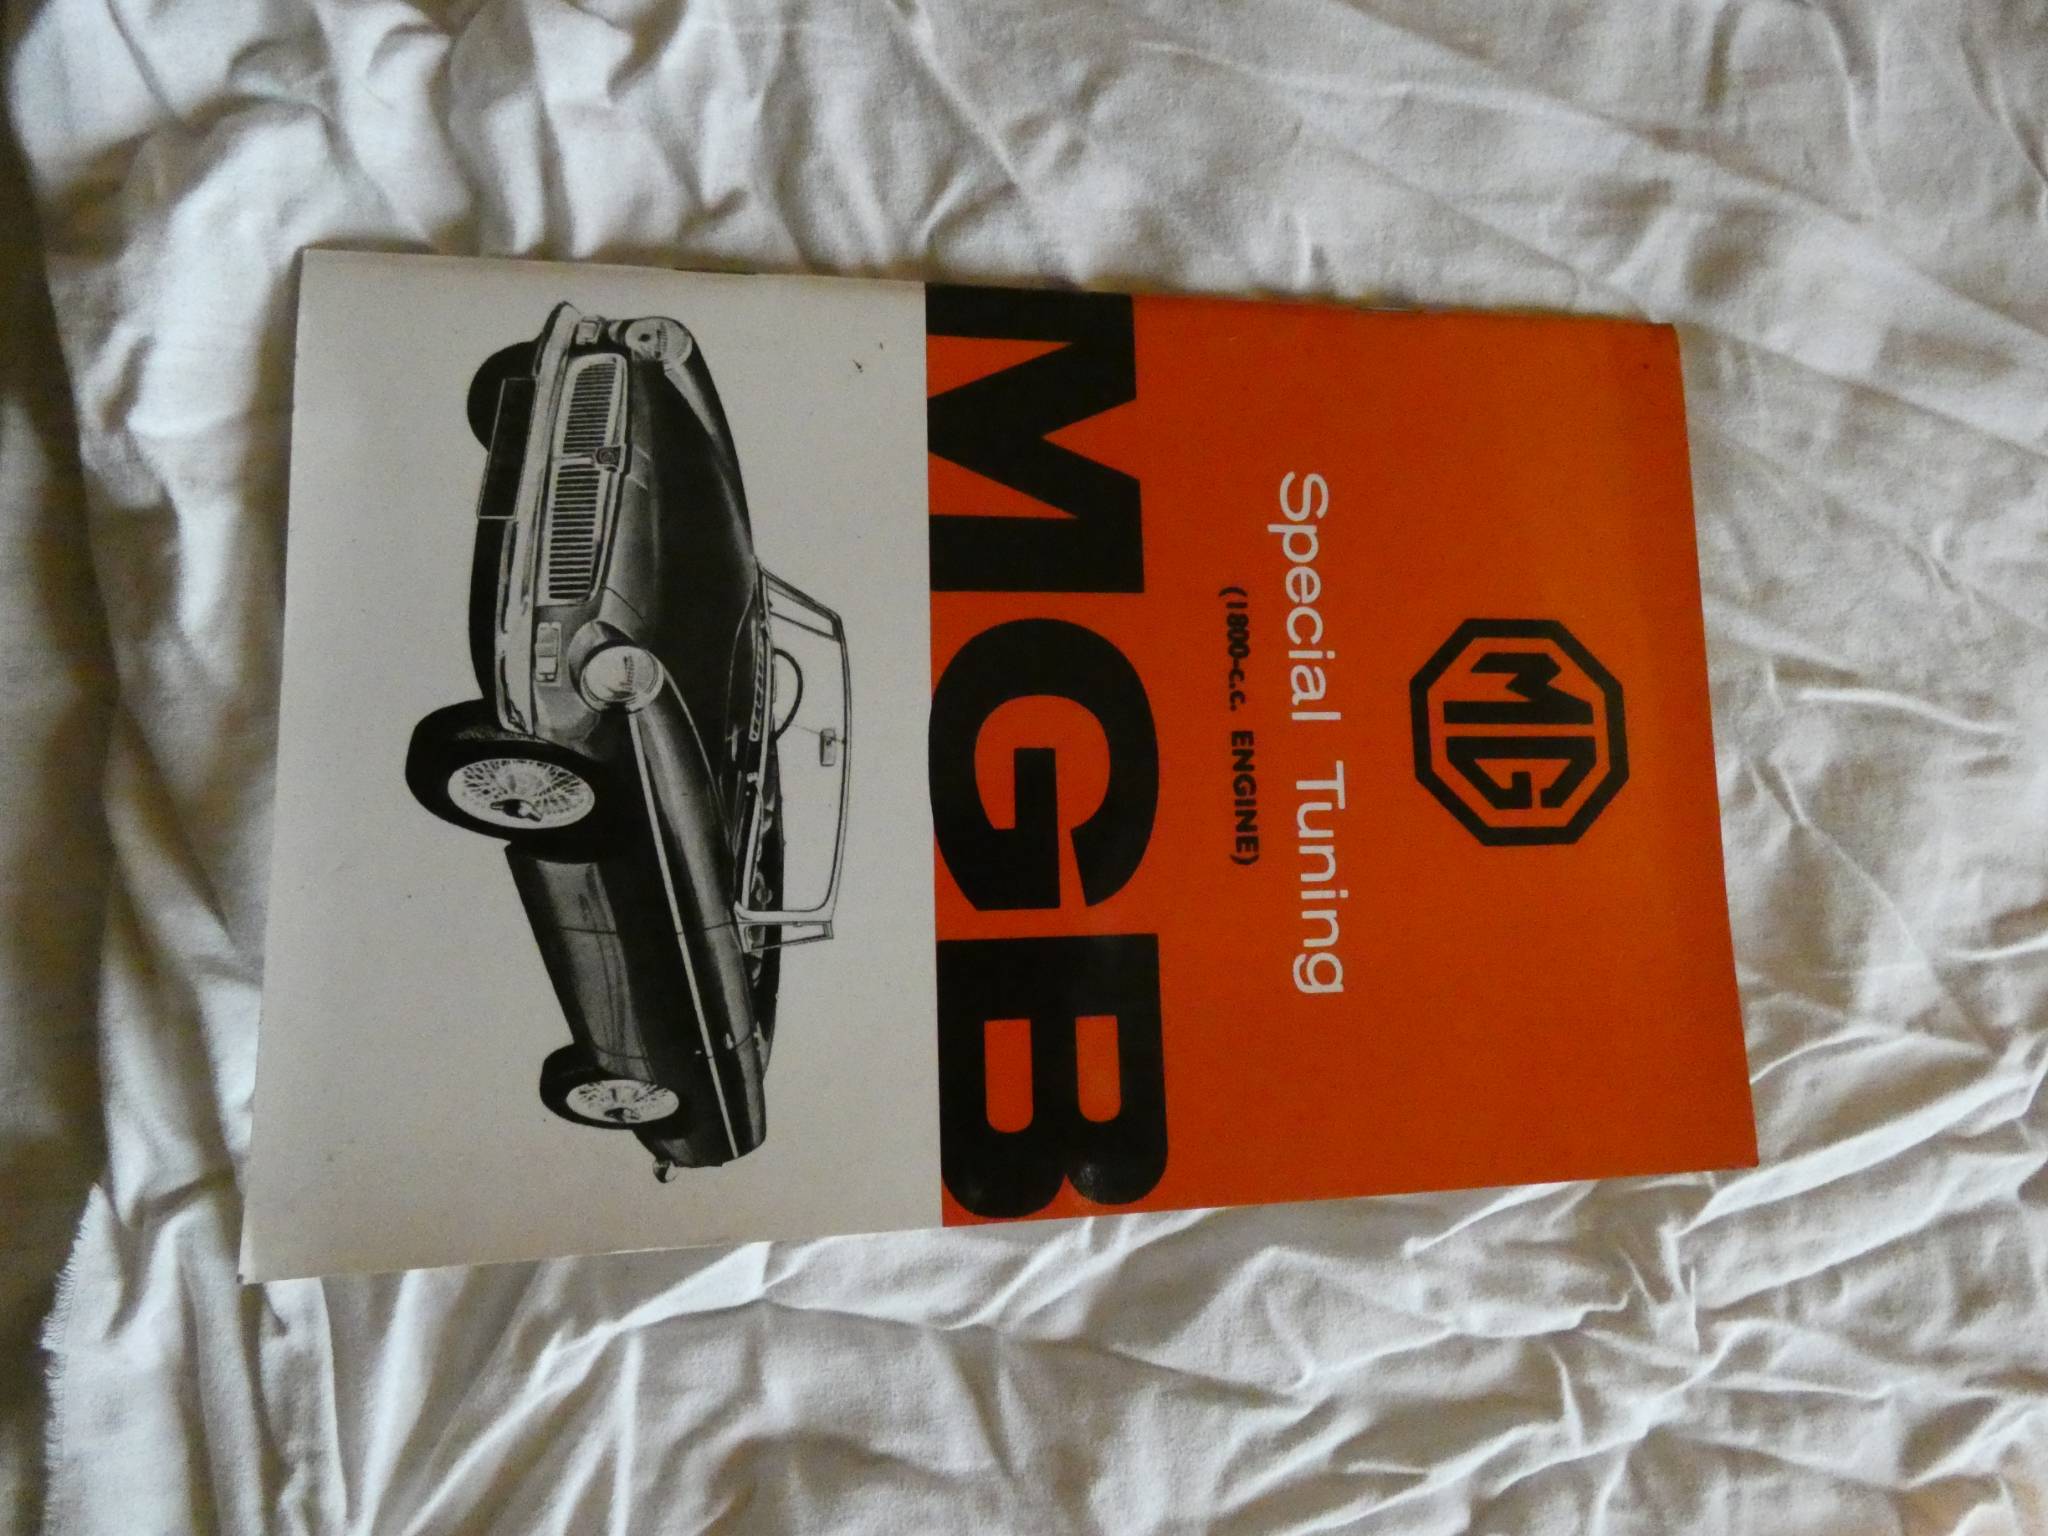 MG
Special Tuning
(1800-c.c. ENGINE)
MGB